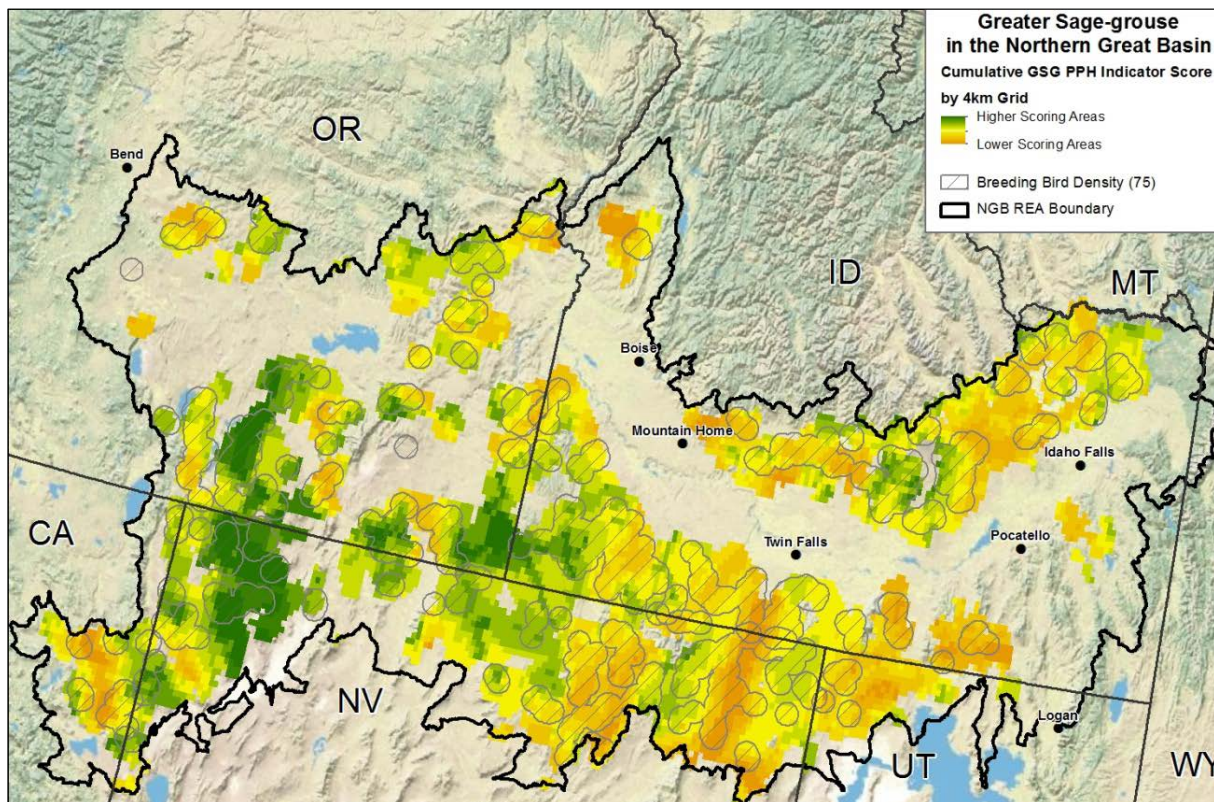 Greater Sage-grouse
in the Northern Great Basin
Cumulative GSG PPH Indicator Score
by 4km Grid
Higher Scoring Areas
Lower Scoring Areas
Breeding Bird Density (75)
NGB REA Boundary
OR
Bend
ID
MT
Boise
Mountain Home
Idaho Falls
CA
Twin Falls
Pocatello
NV
Logan
UT
WY